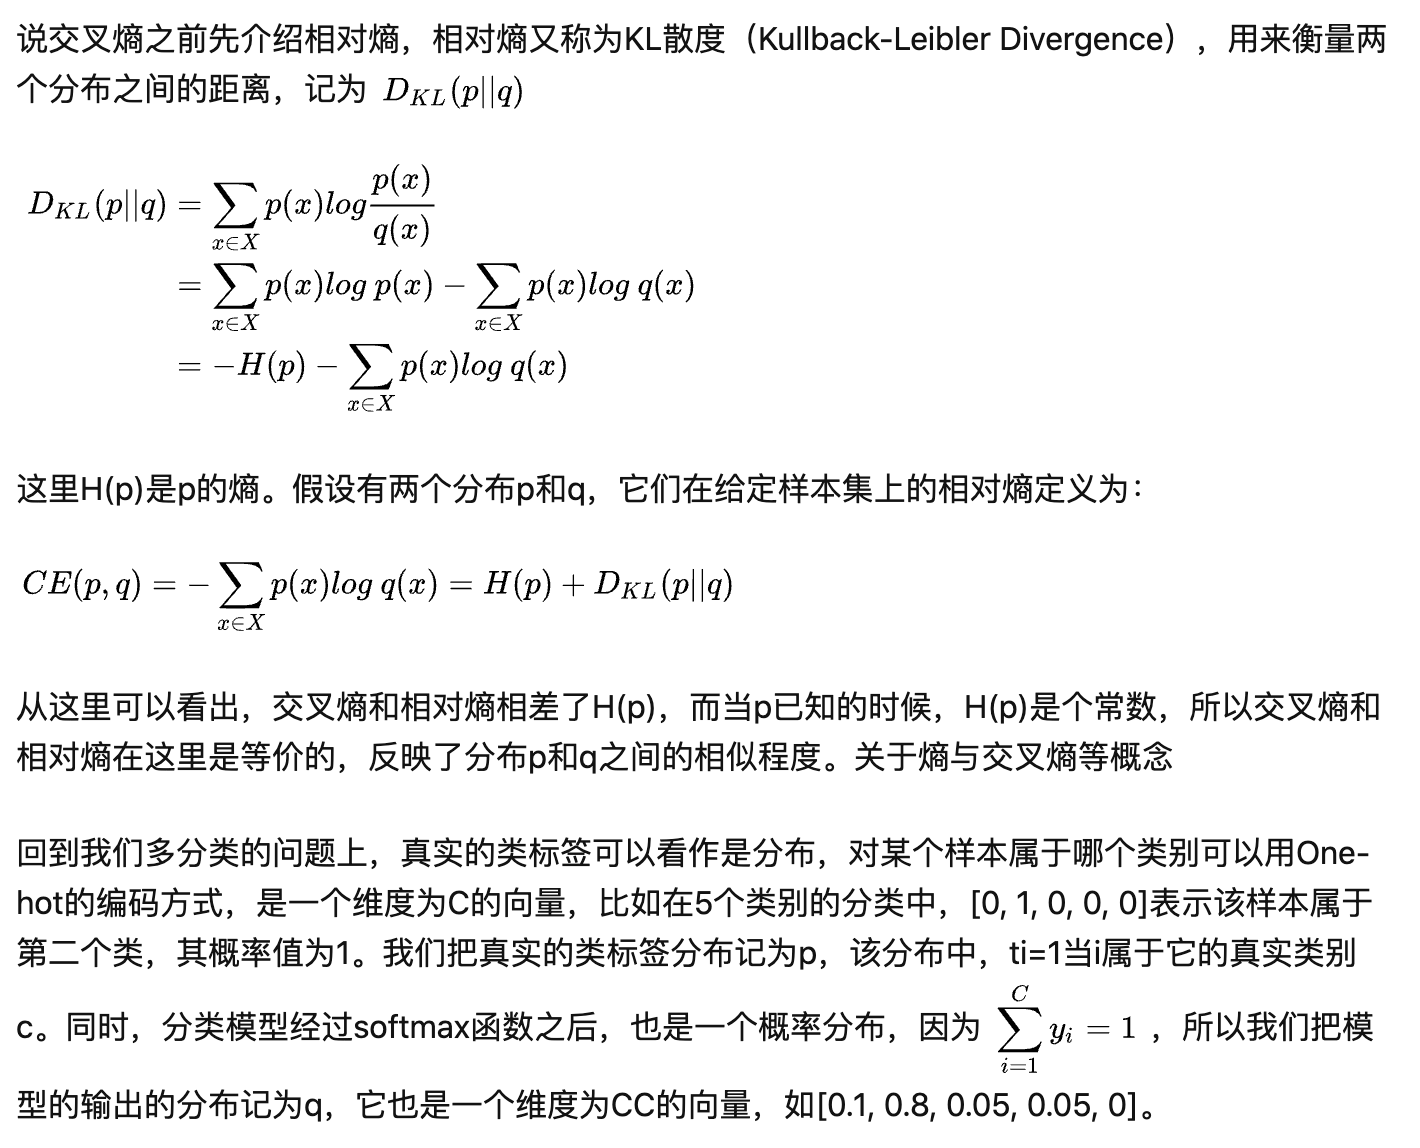 说交叉熵之前先介绍相对熵，相对熵又称为KL散度（Kullback-Leibler Divergence），用来衡量两
个分布之间的距离，记为 $D_{KL}(p||q)$
$D_{KL}(p||q) = \sum_{x \in X} p(x) log \frac{p(x)}{q(x)}$
$= \sum_{x \in X} p(x) log\, p(x) - \sum_{x \in X} p(x) log\, q(x)$
$= -H(p) - \sum_{x \in X} p(x) log\, q(x)$
这里H(p)是p的熵。假设有两个分布p和q，它们在给定样本集上的相对熵定义为：
$CE(p, q) = -\sum_{x \in X} p(x) log\, q(x) = H(p) + D_{KL}(p||q)$
从这里可以看出，交叉熵和相对熵相差了H(p)，而当p已知的时候，H(p)是个常数，所以交叉熵和
相对熵在这里是等价的，反映了分布p和q之间的相似程度。关于熵与交叉熵等概念
回到我们多分类的问题上，真实的类标签可以看作是分布，对某个样本属于哪个类别可以用One-
hot的编码方式，是一个维度为C的向量，比如在5个类别的分类中，[0, 1, 0, 0, 0]表示该样本属于
第二个类，其概率值为1。我们把真实的类标签分布记为p，该分布中，ti=1当i属于它的真实类别
c。同时，分类模型经过softmax函数之后，也是一个概率分布，因为 $\sum_{i=1}^{C} y_i = 1$ ，所以我们把模
型的输出的分布记为q，它也是一个维度为CC的向量，如[0.1, 0.8, 0.05, 0.05, 0]。